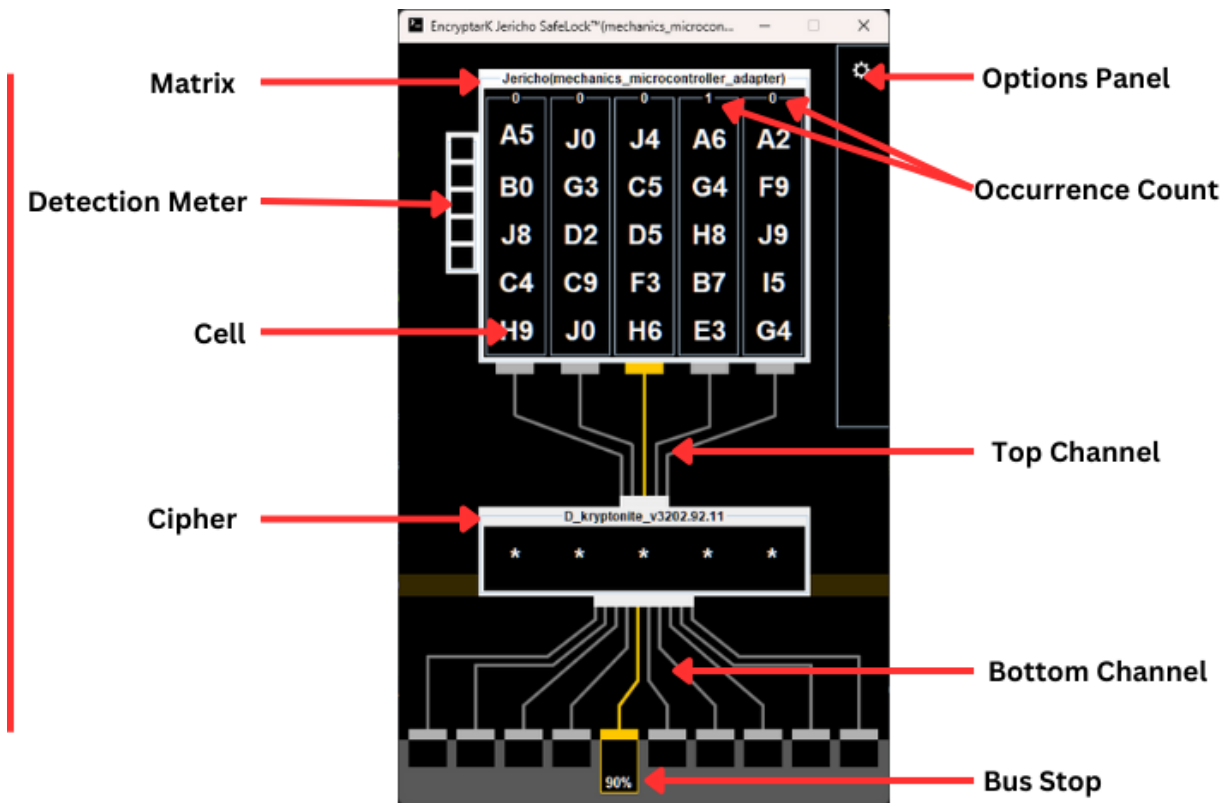 EncryptarK Jericho SafeLock™(mechanics_microcon...
Matrix
Jericho(mechanics_microcontroller_adapter)
Options Panel
0 0 0 1 0
A5 J0 J4 A6 A2
Occurrence Count
B0 G3 C5 G4 F9
Detection Meter
J8 D2 D5 H8 J9
C4 C9 F3 B7 I5
Cell
H9 J0 H6 E3 G4
Top Channel
Cipher
D_kryptonite_v3202.92.11
* * * * *
Bottom Channel
90%
Bus Stop